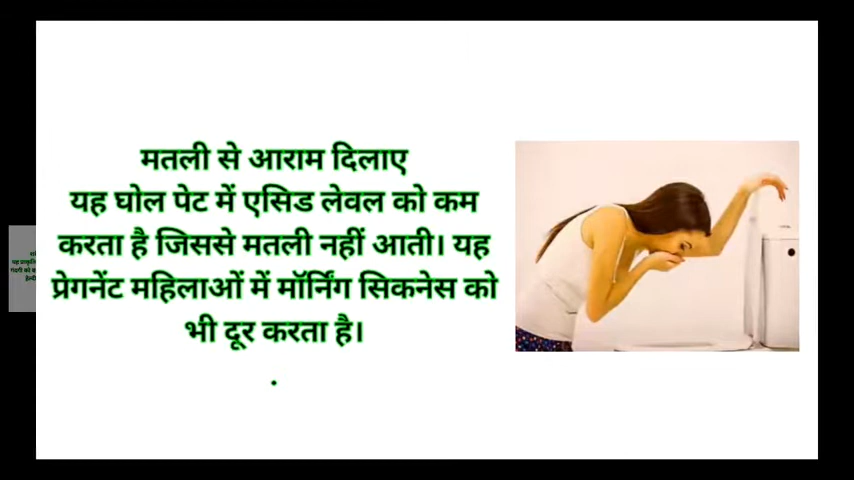 मतली से आराम दिलाए
यह घोल पेट में एसिड लेवल को कम
करता है जिससे मतली नहीं आती। यह
प्रेगनेंट महिलाओं में मॉर्निंग सिकनेस को
भी दूर करता है।
.